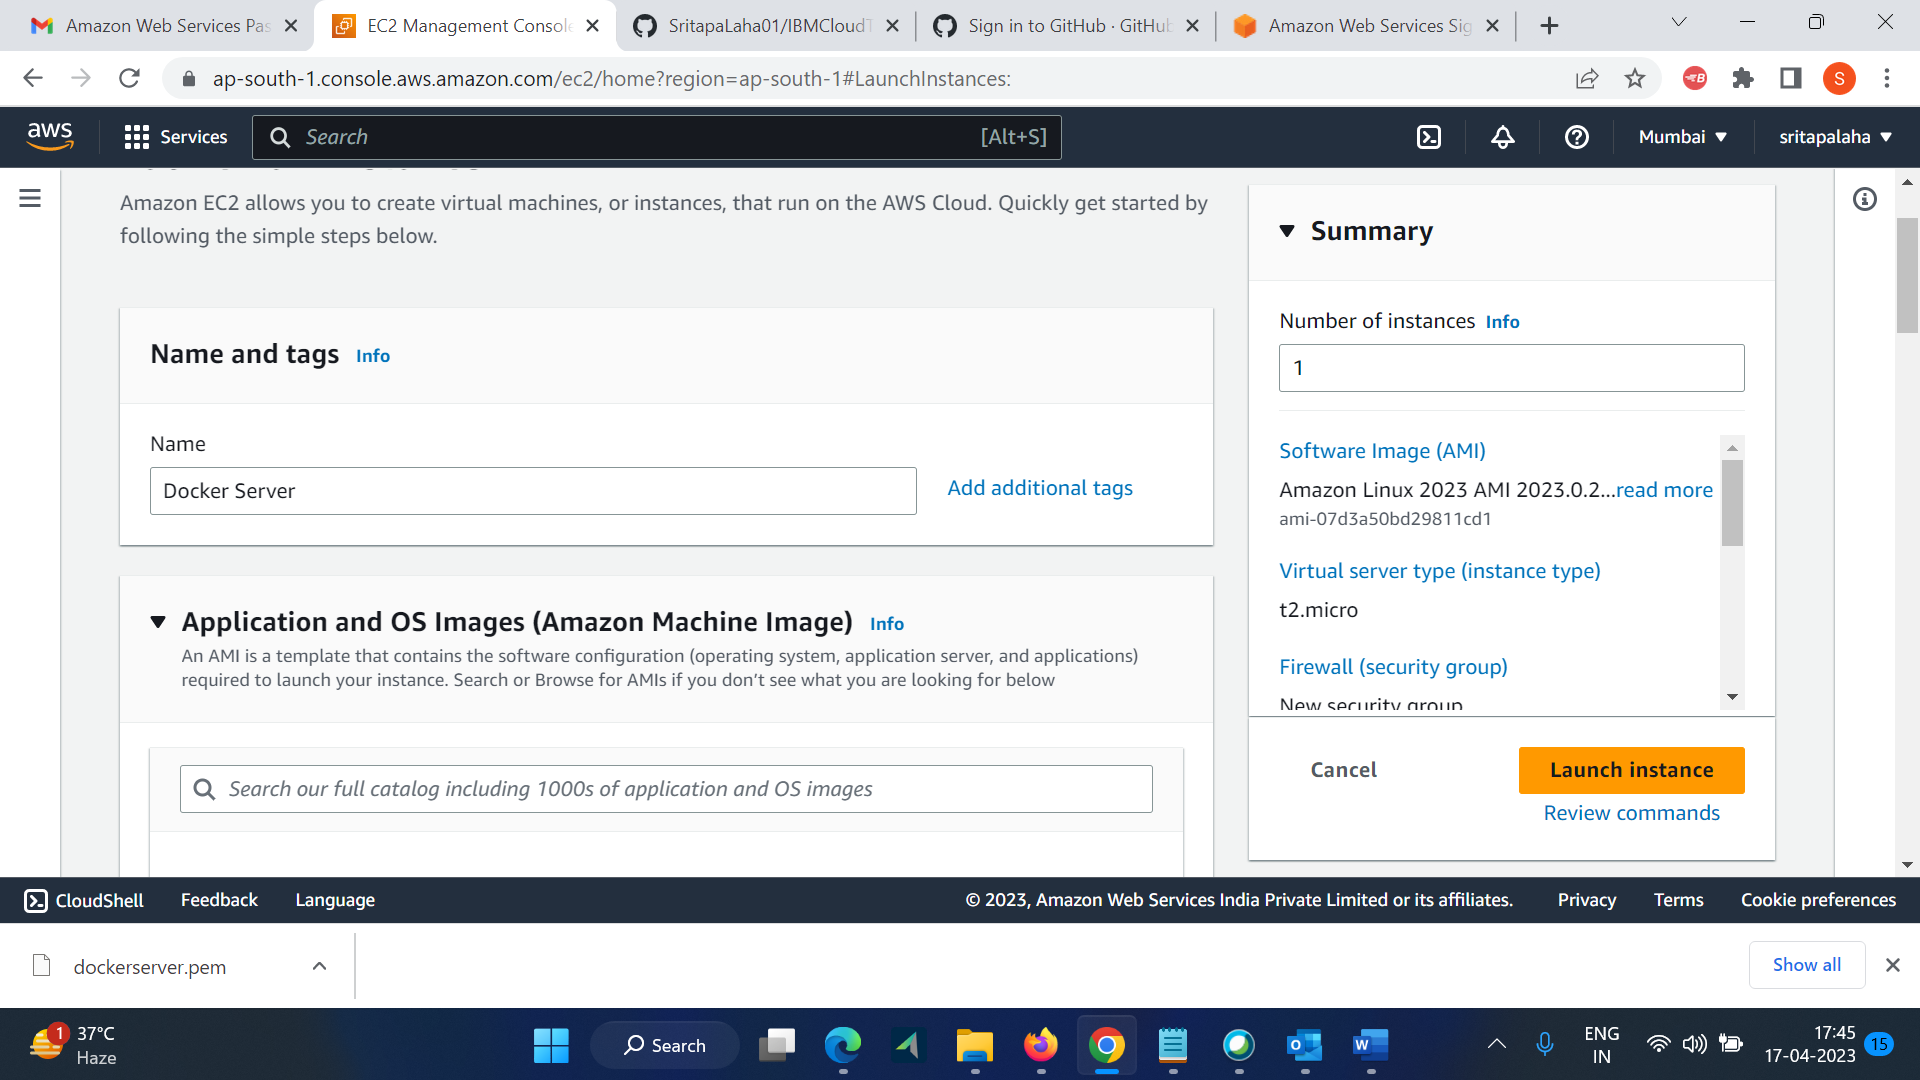 Amazon Web Services Pas
EC2 Management Console
SritapaLaha01/IBMCloudT
Sign in to GitHub · GitHub
Amazon Web Services Sig
ap-south-1.console.aws.amazon.com/ec2/home?region=ap-south-1#LaunchInstances:
B
S
aws
Services
Search
[Alt+S]
Mumbai
sritapalaha
Amazon EC2 allows you to create virtual machines, or instances, that run on the AWS Cloud. Quickly get started by
following the simple steps below.
Name and tags Info
Name
Docker Server
Add additional tags
Application and OS Images (Amazon Machine Image) Info
An AMI is a template that contains the software configuration (operating system, application server, and applications)
required to launch your instance. Search or Browse for AMIs if you don’t see what you are looking for below
Search our full catalog including 1000s of application and OS images
Summary
Number of instances Info
1
Software Image (AMI)
Amazon Linux 2023 AMI 2023.0.2...read more
ami-07d3a50bd29811cd1
Virtual server type (instance type)
t2.micro
Firewall (security group)
New security group
Cancel
Launch instance
Review commands
CloudShell
Feedback
Language
© 2023, Amazon Web Services India Private Limited or its affiliates.
Privacy
Terms
Cookie preferences
dockerserver.pem
Show all
1
37°C
Haze
Search
ENG
IN
17:45
17-04-2023
15